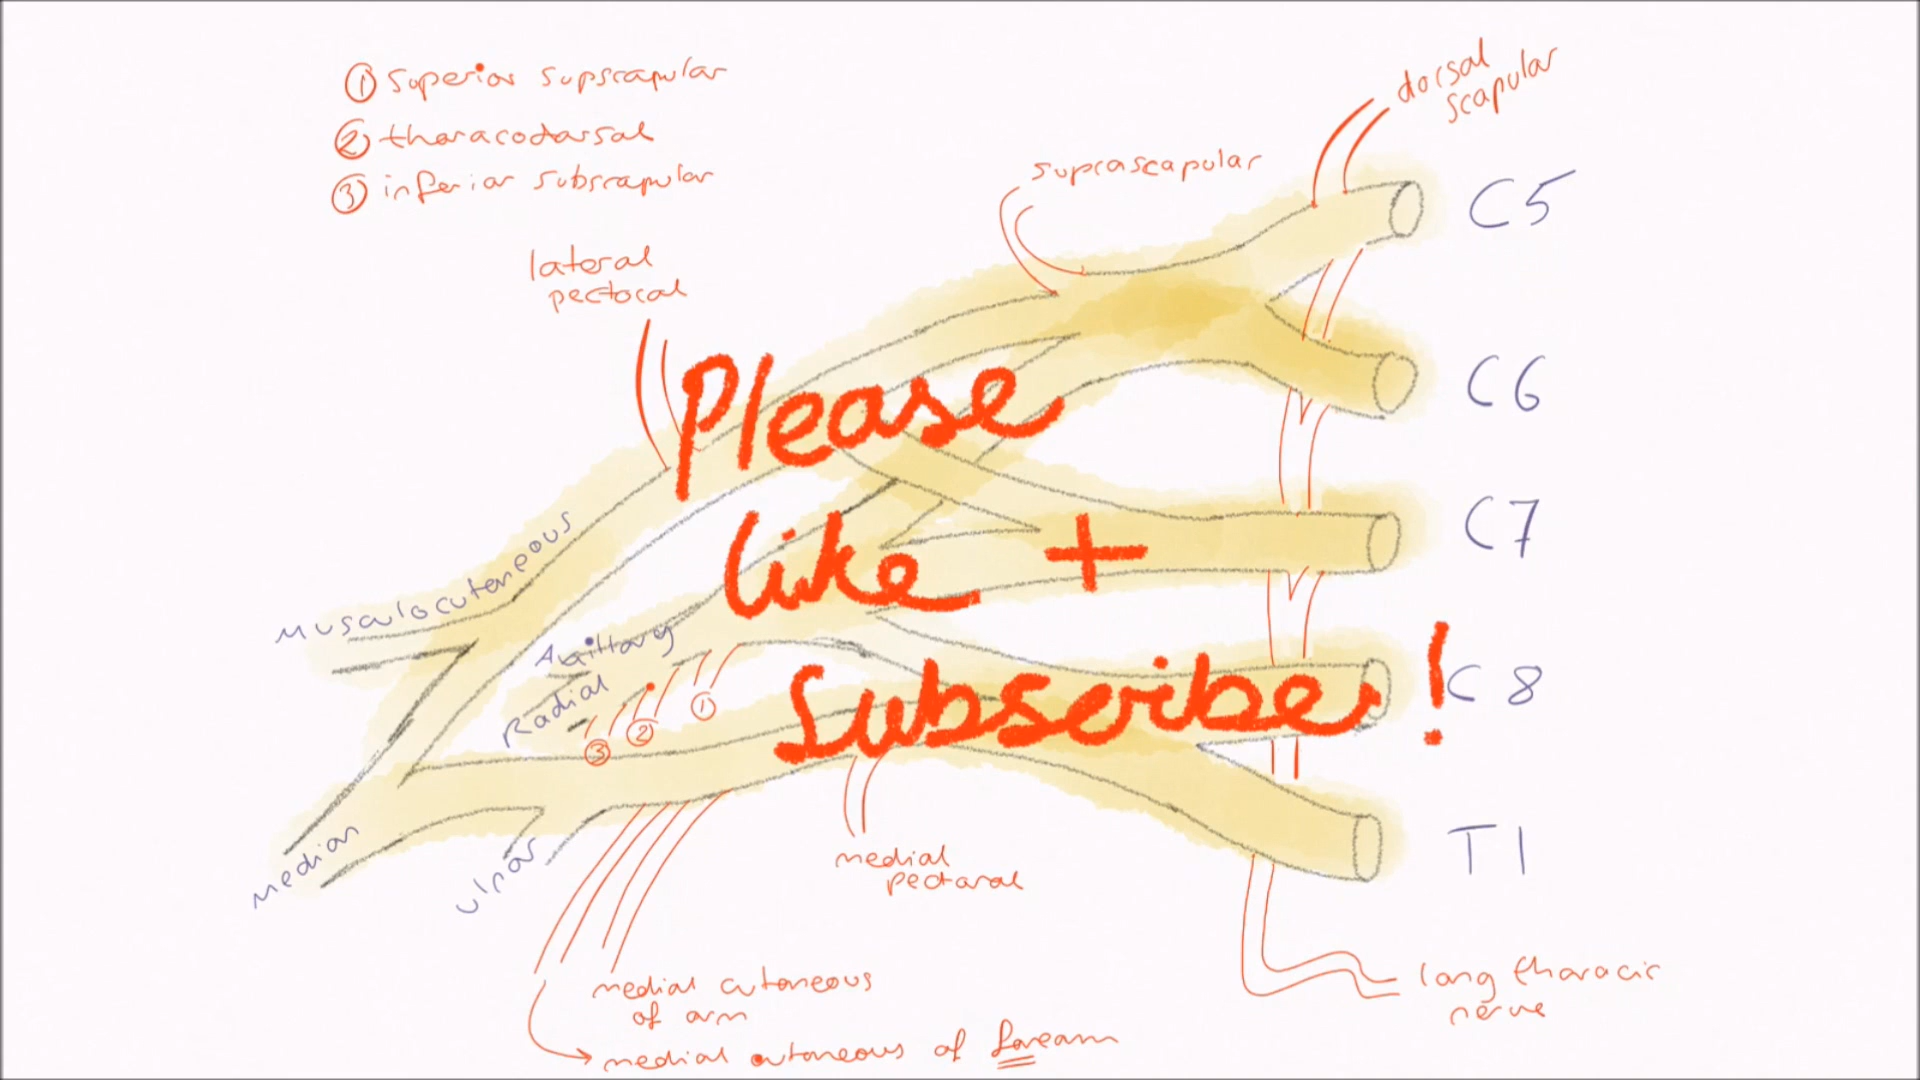 ① Superior supscapular
② thoracodorsal
③ inferior subscapular
dorsal
scapular
suprascapular
C5
lateral
pectoral
C6
Please
C7
like +
Musculocutaneous
Axillary
Radial
①
②
③
Subscribe!
C8
median
ulnar
medial
pectoral
T1
medial cutaneous
of arm
medial cutaneous of forearm
long thoracic
nerve